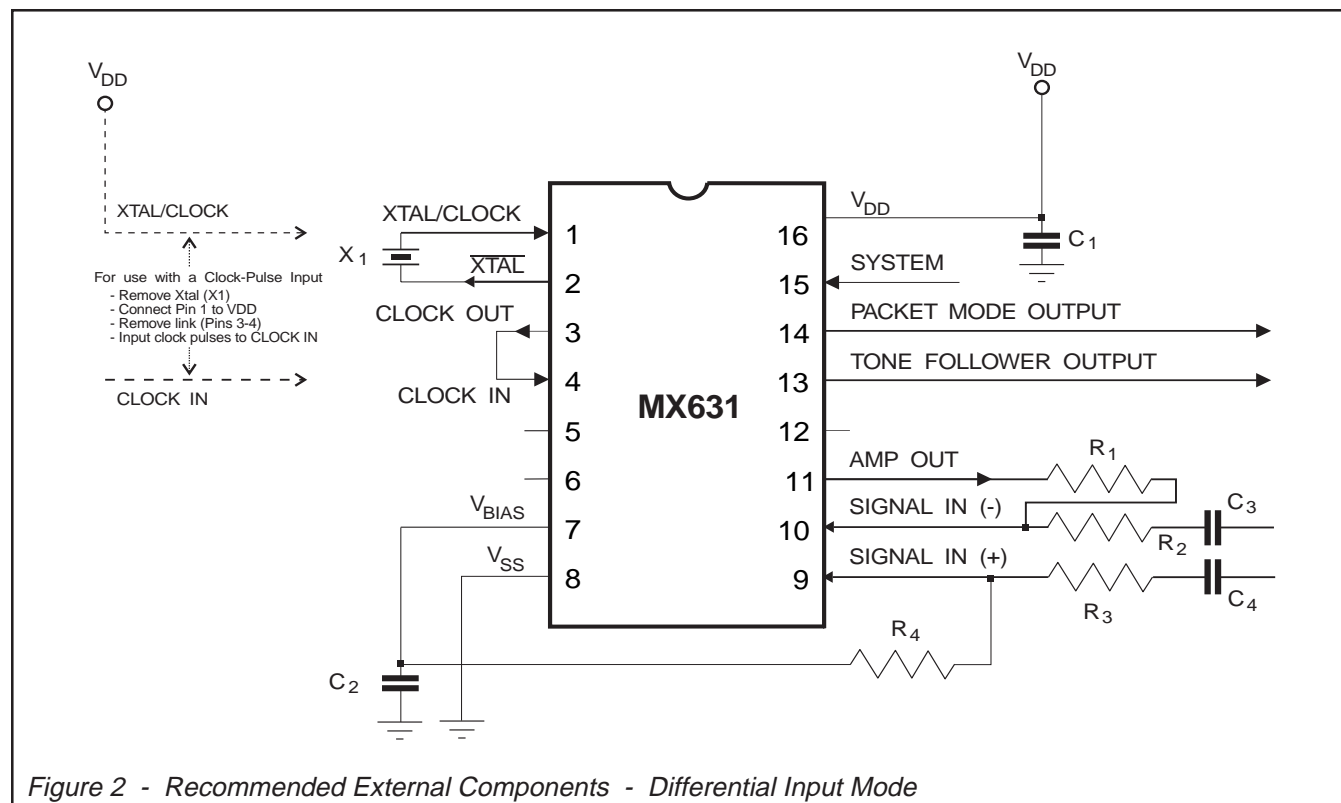 VDD
XTAL/CLOCK
For use with a Clock-Pulse Input
- Remove Xtal (X1)
- Connect Pin 1 to VDD
- Remove link (Pins 3-4)
- Input clock pulses to CLOCK IN
CLOCK IN
X1
XTAL/CLOCK
XTAL
CLOCK OUT
CLOCK IN
VBIAS
VSS
C2
1
2
3
4
5
6
7
8
MX631
16
15
14
13
12
11
10
9
VDD
VDD
C1
SYSTEM
PACKET MODE OUTPUT
TONE FOLLOWER OUTPUT
AMP OUT
R1
SIGNAL IN (-)
R2
C3
SIGNAL IN (+)
R3
C4
R4
Figure 2 - Recommended External Components - Differential Input Mode